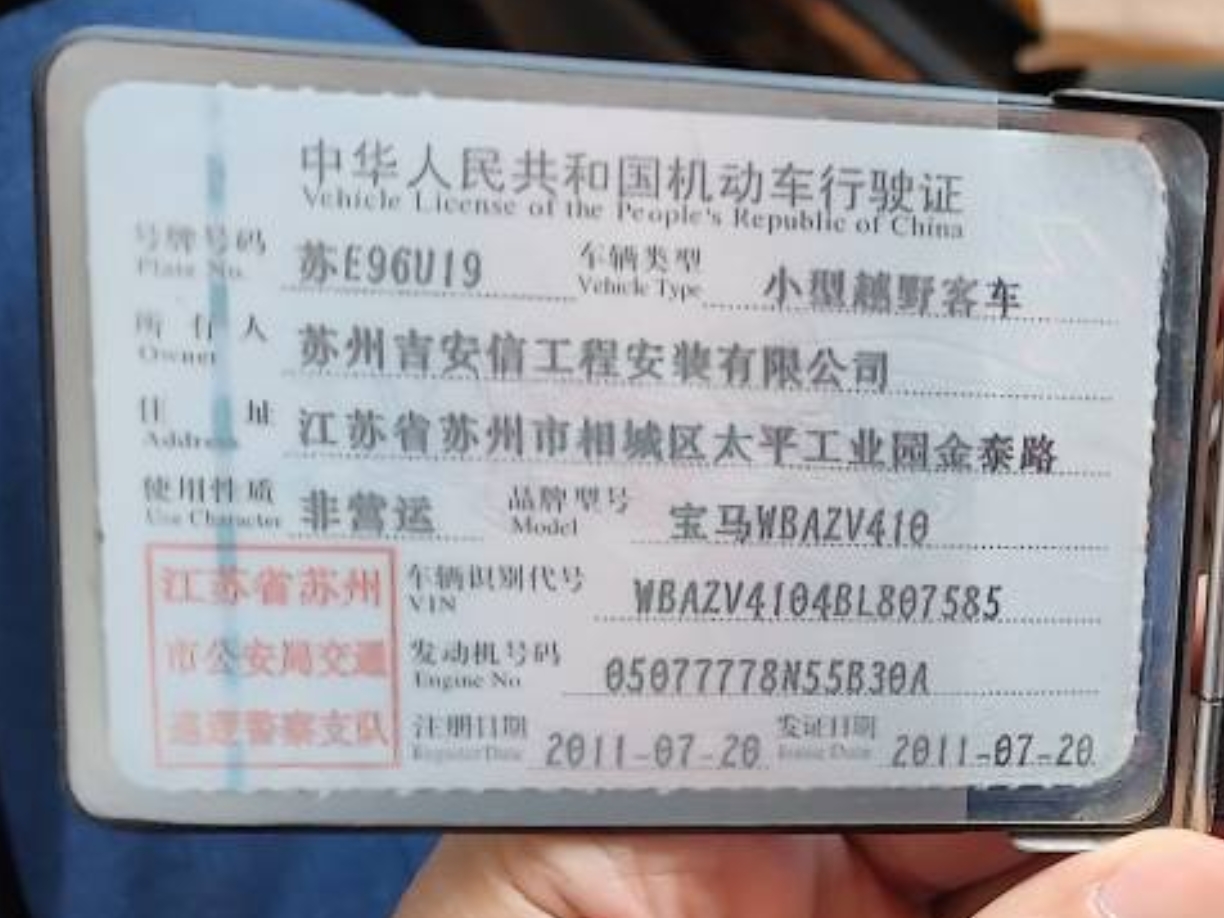 中华人民共和国机动车行驶证
Vehicle License of the People's Republic of China
号牌号码 苏E96U19 车辆类型 小型越野客车
Plate No. Vehicle Type
所有人 苏州吉安信工程安装有限公司
Owner
住址 江苏省苏州市相城区太平工业园金泰路
Address
使用性质 非营运 品牌型号 宝马WBAZV410
Use Character Model
江苏省苏州 车辆识别代号 WBAZV4104BL807585
VIN
市公安局交通 发动机号码 05077778N55B30A
Engine No.
巡逻警察支队 注册日期 2011-07-20 发证日期 2011-07-20
Register Date Issue Date